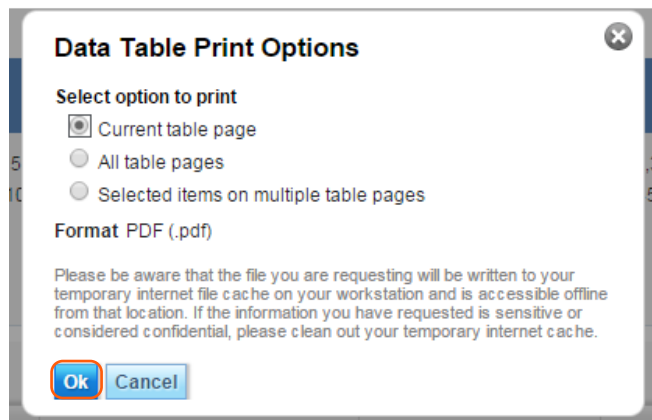 Data Table Print Options
Select option to print
Current table page
All table pages
Selected items on multiple table pages
Format PDF (.pdf)
Please be aware that the file you are requesting will be written to your
temporary internet file cache on your workstation and is accessible offline
from that location. If the information you have requested is sensitive or
considered confidential, please clean out your temporary internet cache.
Ok Cancel